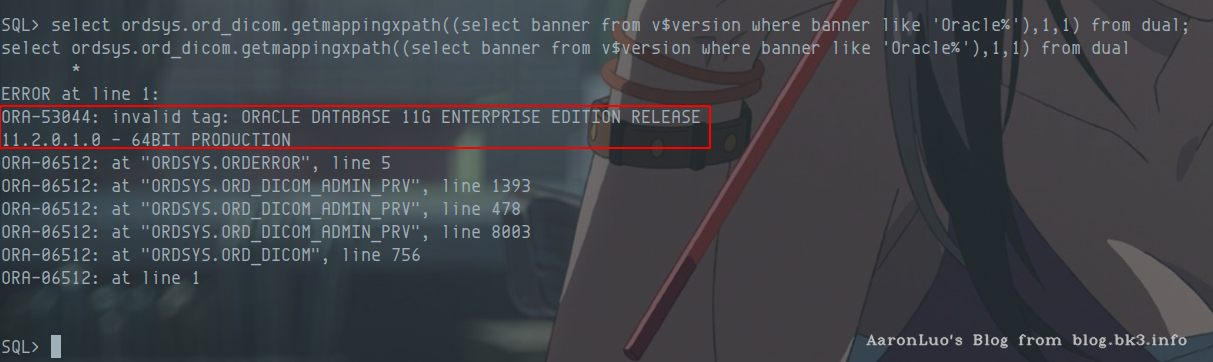 SQL> select ordsys.ord_dicom.getmappingxpath((select banner from v$version where banner like 'Oracle%'),1,1) from dual;
select ordsys.ord_dicom.getmappingxpath((select banner from v$version where banner like 'Oracle%'),1,1) from dual
*
ERROR at line 1:
ORA-53044: invalid tag: ORACLE DATABASE 11G ENTERPRISE EDITION RELEASE
11.2.0.1.0 - 64BIT PRODUCTION
ORA-06512: at "ORDSYS.ORDERROR", line 5
ORA-06512: at "ORDSYS.ORD_DICOM_ADMIN_PRV", line 1393
ORA-06512: at "ORDSYS.ORD_DICOM_ADMIN_PRV", line 478
ORA-06512: at "ORDSYS.ORD_DICOM_ADMIN_PRV", line 8003
ORA-06512: at "ORDSYS.ORD_DICOM", line 756
ORA-06512: at line 1
SQL>
AaronLuo's Blog from blog.bk3.info